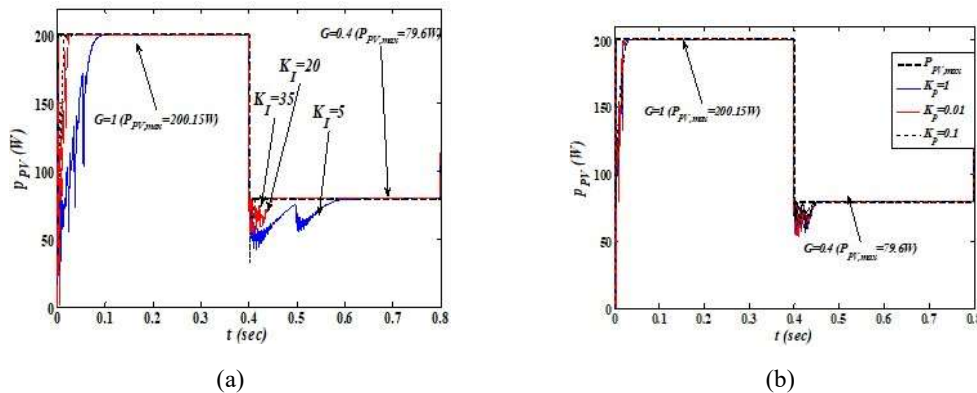 200
150
100
50
0
p_PV (W)
G=0.4 (P_PV,max=79.6W)
K_I=20
K_I=35
K_I=5
G=1 (P_PV,max=200.15W)
0 0.1 0.2 0.3 0.4 0.5 0.6 0.7 0.8
t (sec)
(a)
200
150
100
50
0
p_PV (W)
P_PV,max
K_p=1
K_p=0.01
K_p=0.1
G=1 (P_PV,max=200.15W)
G=0.4 (P_PV,max=79.6W)
0 0.1 0.2 0.3 0.4 0.5 0.6 0.7 0.8
t (sec)
(b)